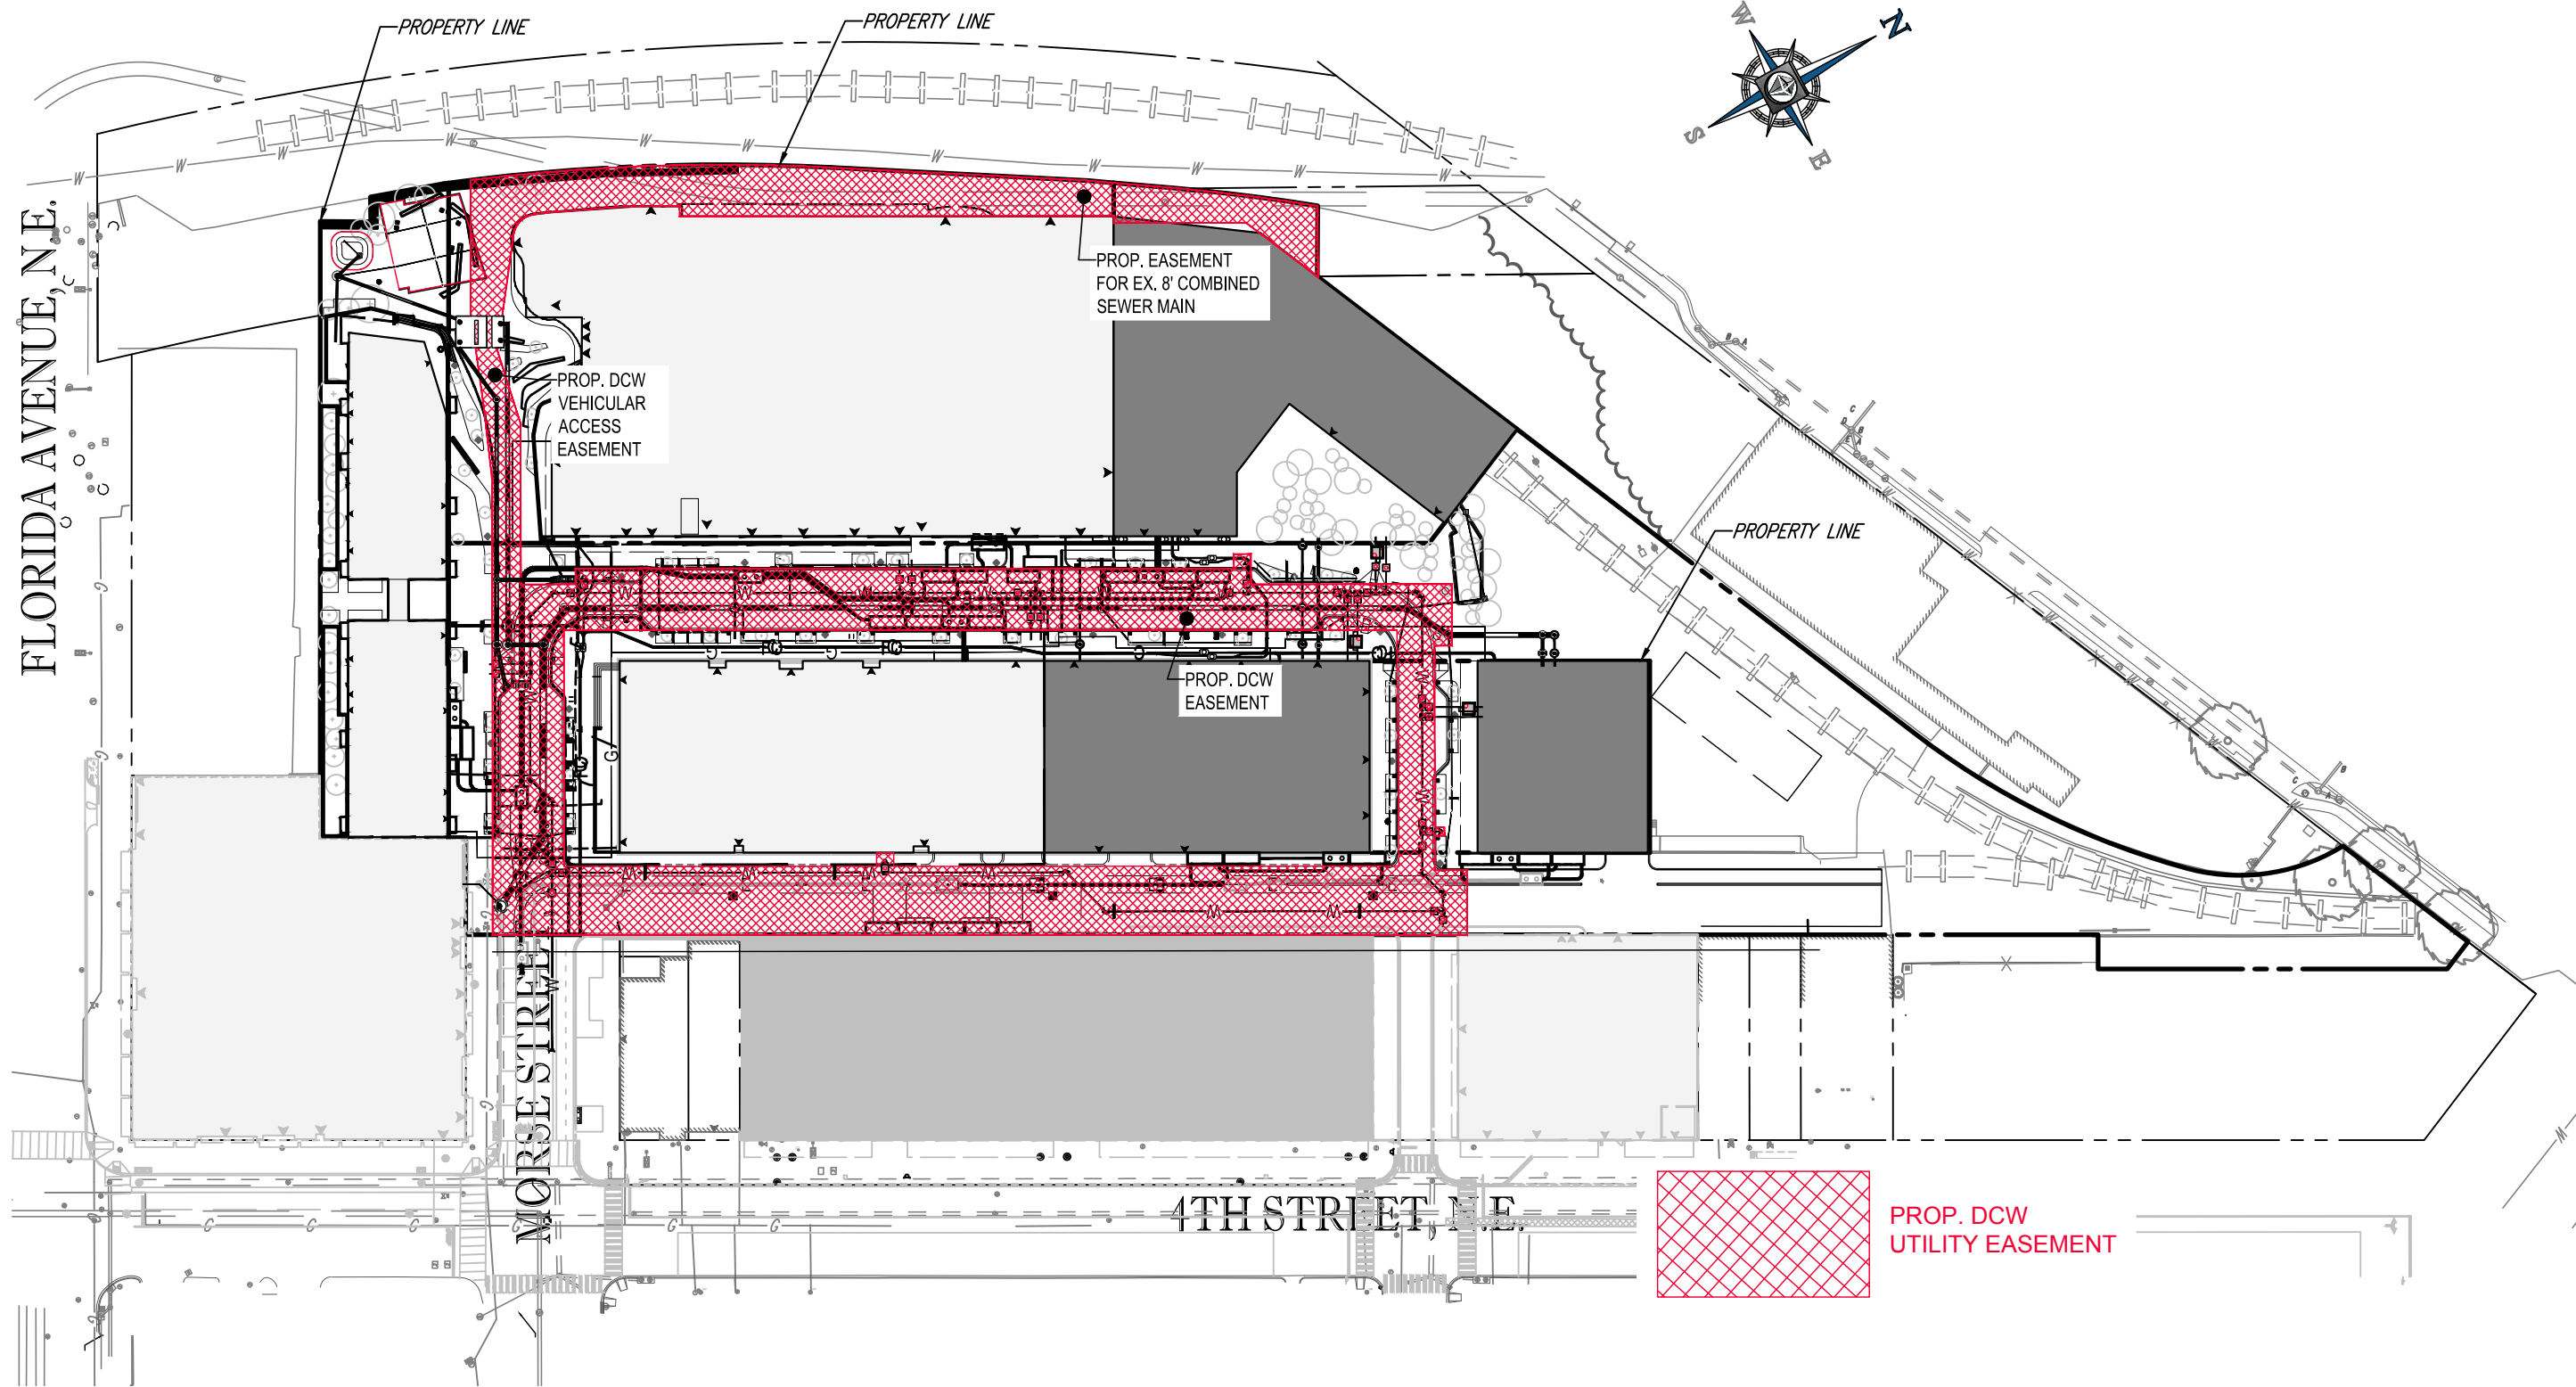 PROPERTY LINE
PROPERTY LINE
W
N
S
E
FLORIDA AVENUE, N.E.
PROP. EASEMENT
FOR EX. 8' COMBINED
SEWER MAIN
PROP. DCW
VEHICULAR
ACCESS
EASEMENT
PROPERTY LINE
PROP. DCW
EASEMENT
MORSE STREET
4TH STREET, N.E.
PROP. DCW
UTILITY EASEMENT